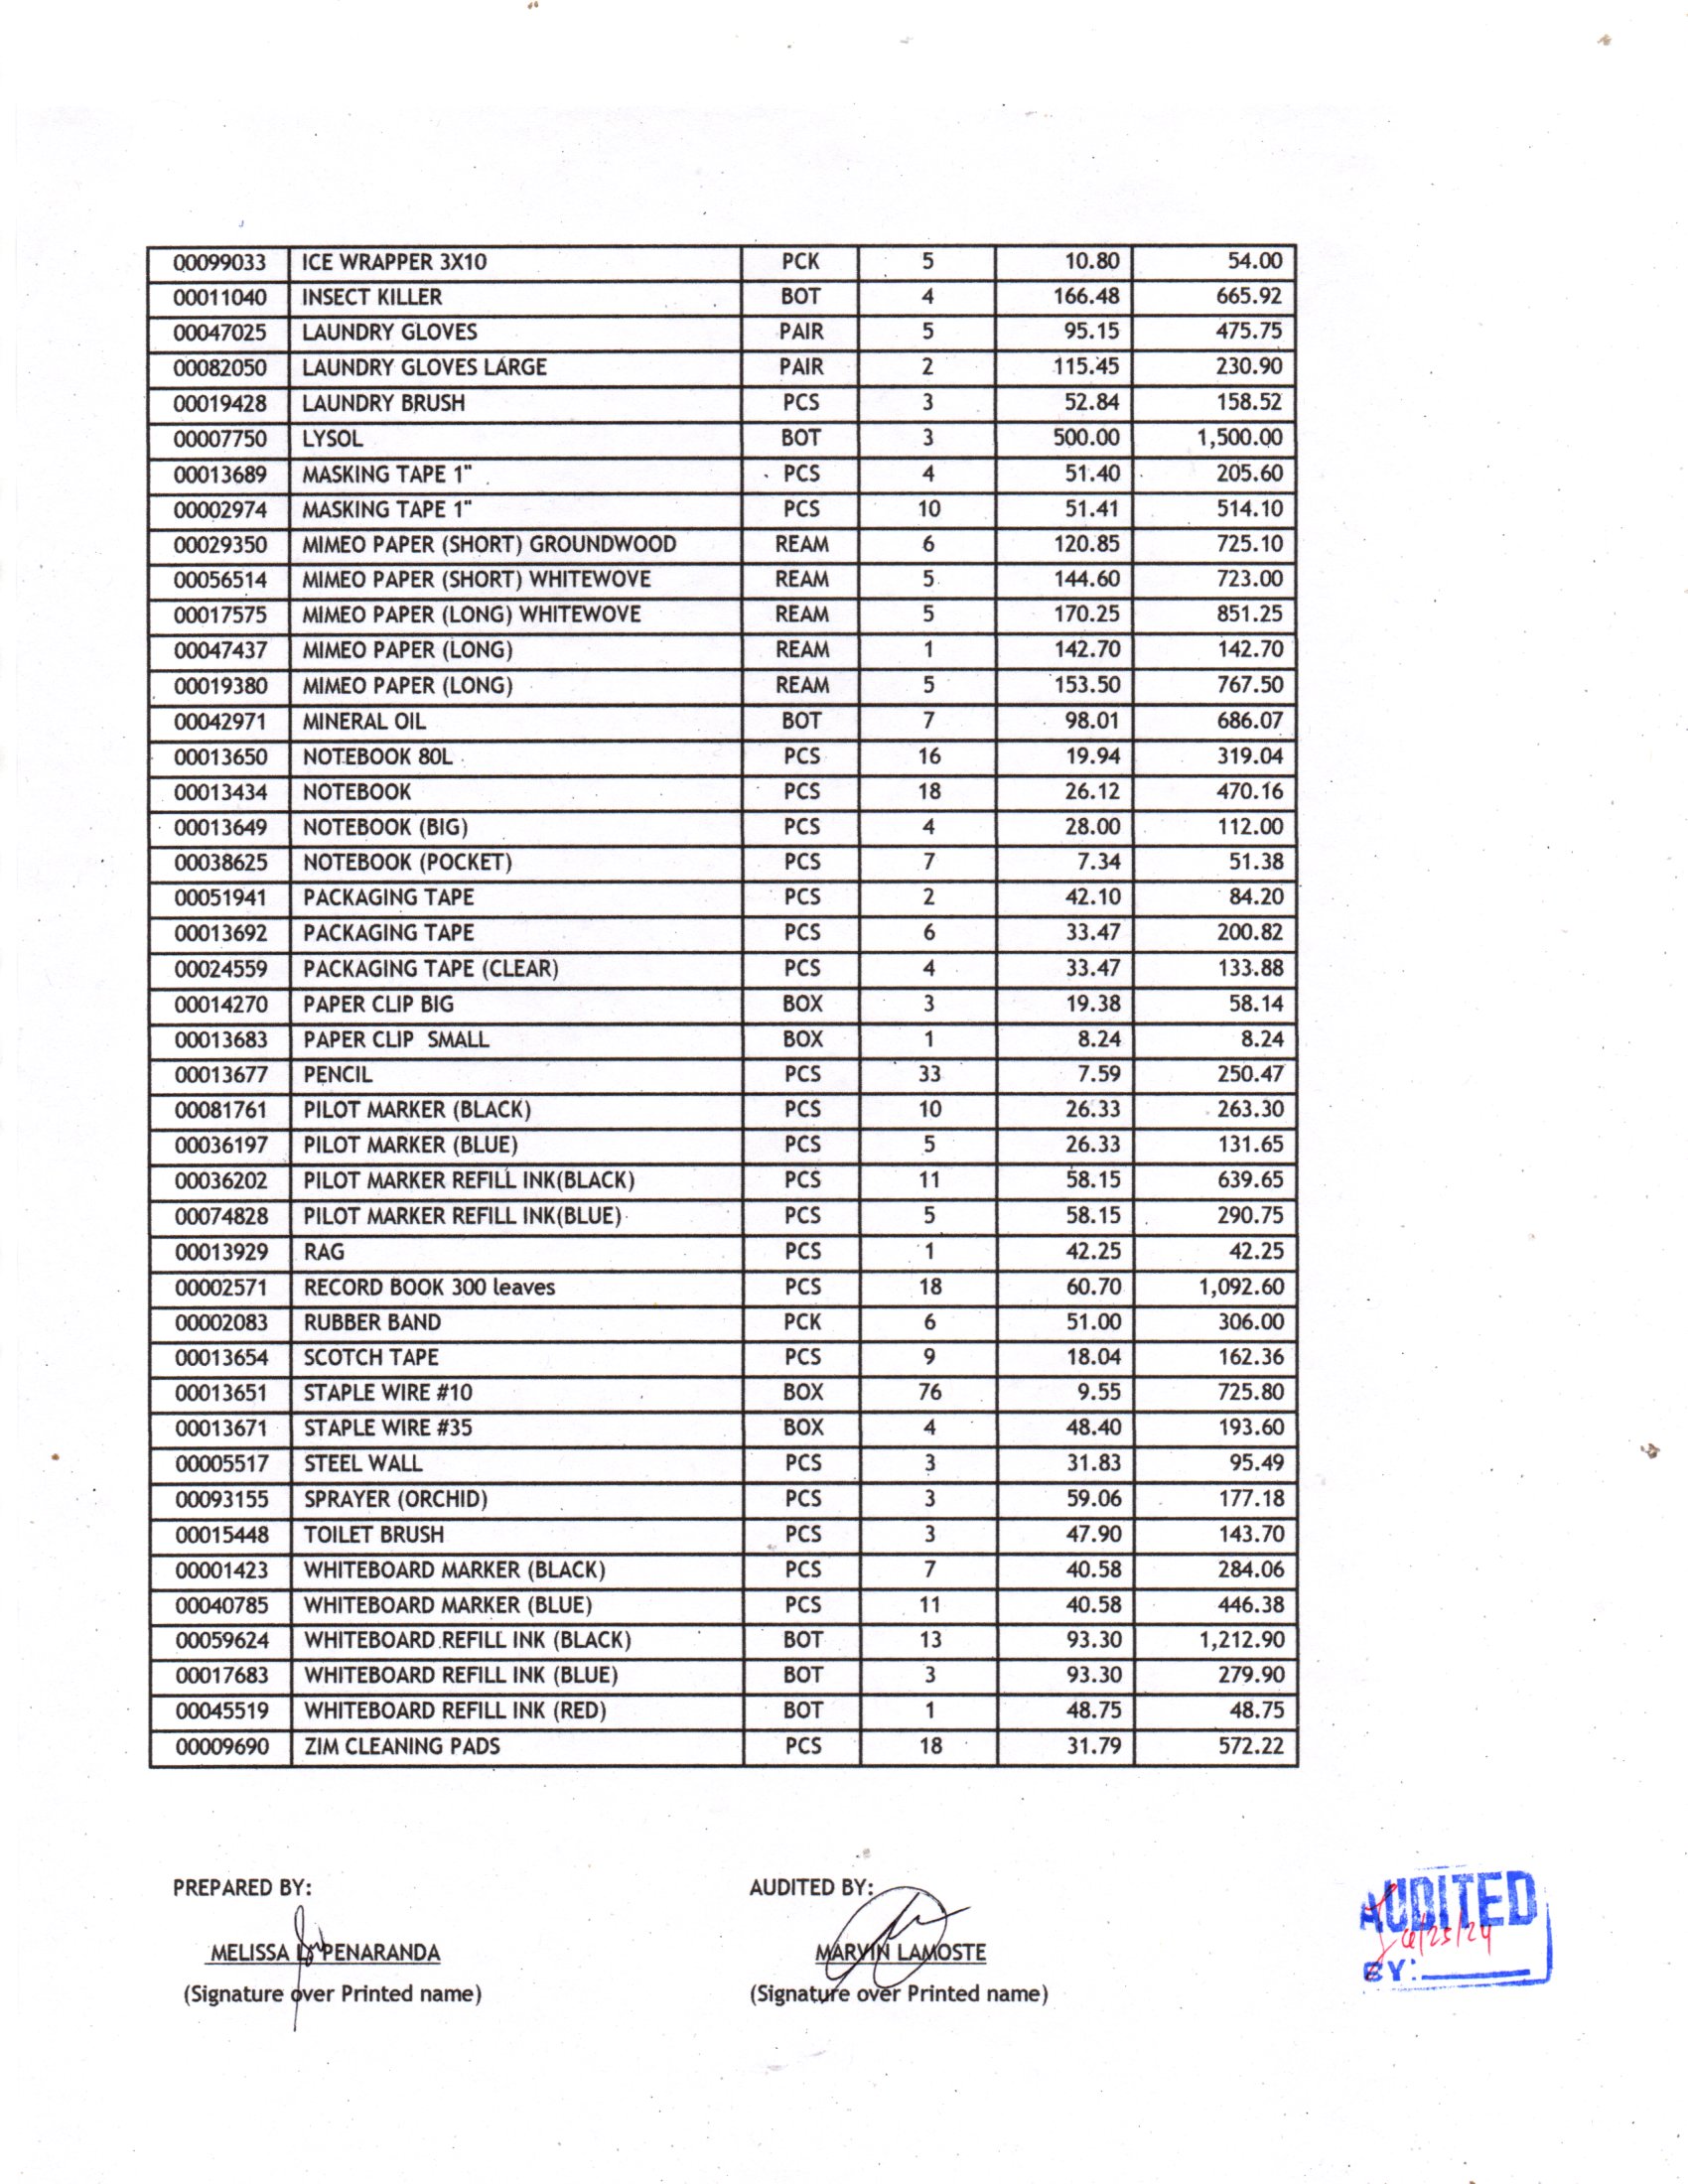 00099033 ICE WRAPPER 3X10 PCK 5 10.80 54.00
00011040 INSECT KILLER BOT 4 166.48 665.92
00047025 LAUNDRY GLOVES PAIR 5 95.15 475.75
00082050 LAUNDRY GLOVES LARGE PAIR 2 115.45 230.90
00019428 LAUNDRY BRUSH PCS 3 52.84 158.52
00007750 LYSOL BOT 3 500.00 1,500.00
00013689 MASKING TAPE 1" PCS 4 51.40 205.60
00002974 MASKING TAPE 1" PCS 10 51.41 514.10
00029350 MIMEO PAPER (SHORT) GROUNDWOOD REAM 6 120.85 725.10
00056514 MIMEO PAPER (SHORT) WHITEWOVE REAM 5 144.60 723.00
00017575 MIMEO PAPER (LONG) WHITEWOVE REAM 5 170.25 851.25
00047437 MIMEO PAPER (LONG) REAM 1 142.70 142.70
00019380 MIMEO PAPER (LONG) REAM 5 153.50 767.50
00042971 MINERAL OIL BOT 7 98.01 686.07
00013650 NOTEBOOK 80L PCS 16 19.94 319.04
00013434 NOTEBOOK PCS 18 26.12 470.16
00013649 NOTEBOOK (BIG) PCS 4 28.00 112.00
00038625 NOTEBOOK (POCKET) PCS 7 7.34 51.38
00051941 PACKAGING TAPE PCS 2 42.10 84.20
00013692 PACKAGING TAPE PCS 6 33.47 200.82
00024559 PACKAGING TAPE (CLEAR) PCS 4 33.47 133.88
00014270 PAPER CLIP BIG BOX 3 19.38 58.14
00013683 PAPER CLIP SMALL BOX 1 8.24 8.24
00013677 PENCIL PCS 33 7.59 250.47
00081761 PILOT MARKER (BLACK) PCS 10 26.33 263.30
00036197 PILOT MARKER (BLUE) PCS 5 26.33 131.65
00036202 PILOT MARKER REFILL INK(BLACK) PCS 11 58.15 639.65
00074828 PILOT MARKER REFILL INK(BLUE) PCS 5 58.15 290.75
00013929 RAG PCS 1 42.25 42.25
00002571 RECORD BOOK 300 leaves PCS 18 60.70 1,092.60
00002083 RUBBER BAND PCK 6 51.00 306.00
00013654 SCOTCH TAPE PCS 9 18.04 162.36
00013651 STAPLE WIRE #10 BOX 76 9.55 725.80
00013671 STAPLE WIRE #35 BOX 4 48.40 193.60
00005517 STEEL WALL PCS 3 31.83 95.49
00093155 SPRAYER (ORCHID) PCS 3 59.06 177.18
00015448 TOILET BRUSH PCS 3 47.90 143.70
00001423 WHITEBOARD MARKER (BLACK) PCS 7 40.58 284.06
00040785 WHITEBOARD MARKER (BLUE) PCS 11 40.58 446.38
00059624 WHITEBOARD REFILL INK (BLACK) BOT 13 93.30 1,212.90
00017683 WHITEBOARD REFILL INK (BLUE) BOT 3 93.30 279.90
00045519 WHITEBOARD REFILL INK (RED) BOT 1 48.75 48.75
00009690 ZIM CLEANING PADS PCS 18 31.79 572.22
PREPARED BY: AUDITED BY:
MELISSA PENARANDA MARVIN LAMOSTE
(Signature over Printed name) (Signature over Printed name)
AUDITED
BY: